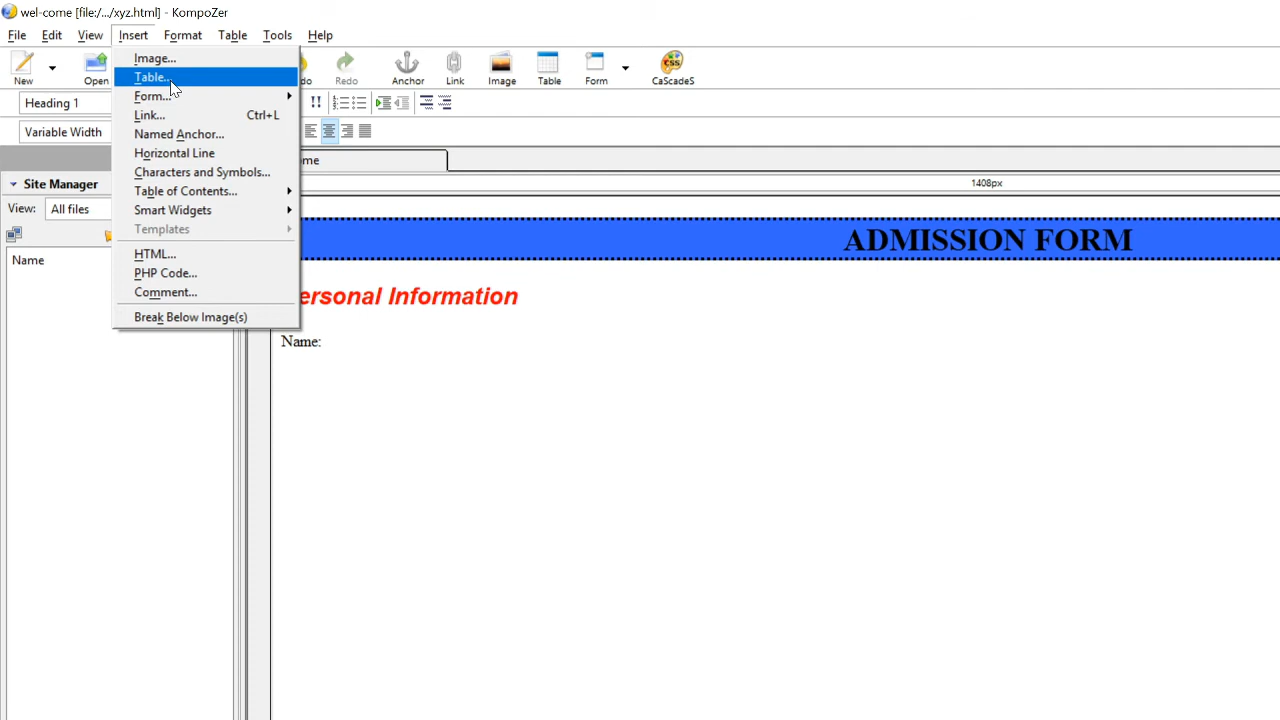 wel-come [file:/.../xyz.html] - KompoZer
File Edit View Insert Format Table Tools Help
New Open Redo Anchor Link Image Table Form CaScadeS
Image...
Table...
Form...
Link... Ctrl+L
Named Anchor...
Horizontal Line
Characters and Symbols...
Table of Contents...
Smart Widgets
Templates
HTML...
PHP Code...
Comment...
Break Below Image(s)
Heading 1
Variable Width
Site Manager
View: All files
Name
1408px
ADMISSION FORM
ersonal Information
Name: